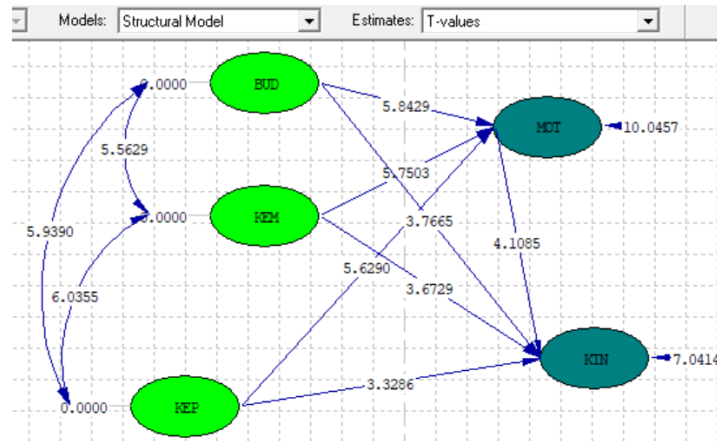 Models: Structural Model Estimates: T-values
0.0000 BUD
5.8429 MOT 10.0457
5.5629
5.7503
0.0000 KEM 3.7665
5.9390 4.1085
5.6290
6.0355 3.6729
KIN 7.0414
3.3286
0.0000 KEP